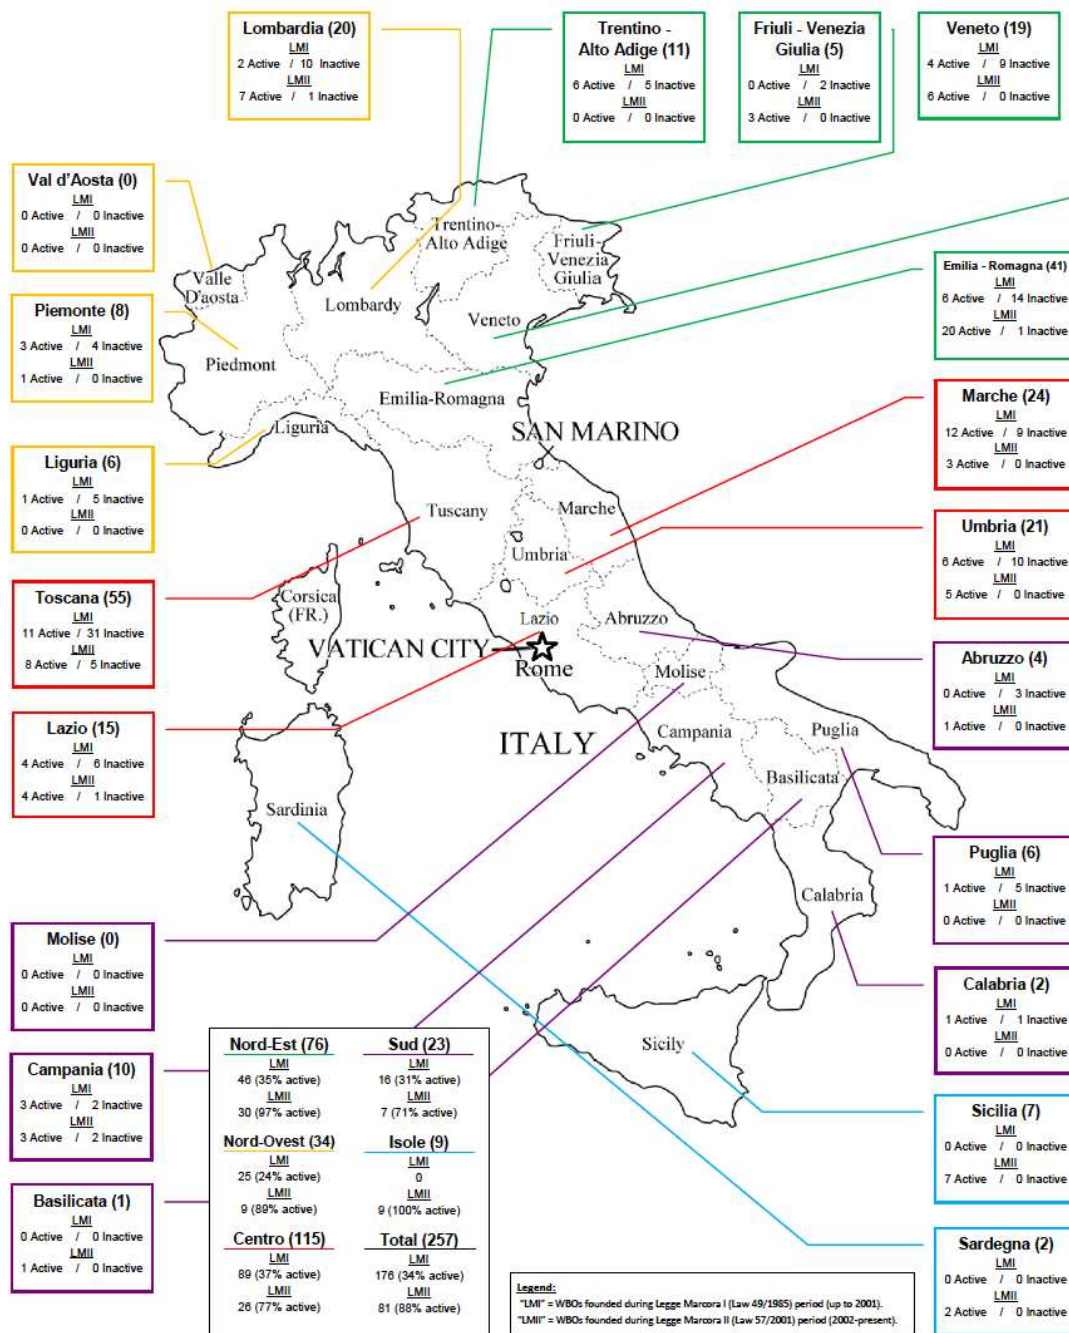 Lombardia (20)
LMI
2 Active / 10 Inactive
LMII
7 Active / 1 Inactive
Trentino -
Alto Adige (11)
LMI
6 Active / 5 Inactive
LMII
0 Active / 0 Inactive
Friuli - Venezia
Giulia (5)
LMI
0 Active / 2 Inactive
LMII
3 Active / 0 Inactive
Veneto (19)
LMI
4 Active / 9 Inactive
LMII
6 Active / 0 Inactive
Val d'Aosta (0)
LMI
0 Active / 0 Inactive
LMII
0 Active / 0 Inactive
Piemonte (8)
LMI
3 Active / 4 Inactive
LMII
1 Active / 0 Inactive
Liguria (6)
LMI
1 Active / 5 Inactive
LMII
0 Active / 0 Inactive
Toscana (55)
LMI
11 Active / 31 Inactive
LMII
8 Active / 5 Inactive
Lazio (15)
LMI
4 Active / 6 Inactive
LMII
4 Active / 1 Inactive
Molise (0)
LMI
0 Active / 0 Inactive
LMII
0 Active / 0 Inactive
Campania (10)
LMI
3 Active / 2 Inactive
LMII
3 Active / 2 Inactive
Basilicata (1)
LMI
0 Active / 0 Inactive
LMII
1 Active / 0 Inactive
Trentino-
Alto Adige
Friuli-
Venezia
Giulia
Valle
D'aosta
Lombardy
Veneto
Piedmont
Emilia-Romagna
Liguria
SAN MARINO
Tuscany
Marche
Umbria
Corsica
(FR.)
Lazio
Abruzzo
VATICAN CITY
Rome
Molise
ITALY
Campania
Puglia
Basilicata
Sardinia
Calabria
Sicily
Emilia - Romagna (41)
LMI
6 Active / 14 Inactive
LMII
20 Active / 1 Inactive
Marche (24)
LMI
12 Active / 9 Inactive
LMII
3 Active / 0 Inactive
Umbria (21)
LMI
6 Active / 10 Inactive
LMII
5 Active / 0 Inactive
Abruzzo (4)
LMI
0 Active / 3 Inactive
LMII
1 Active / 0 Inactive
Puglia (6)
LMI
1 Active / 5 Inactive
LMII
0 Active / 0 Inactive
Calabria (2)
LMI
1 Active / 1 Inactive
LMII
0 Active / 0 Inactive
Sicilia (7)
LMI
0 Active / 0 Inactive
LMII
7 Active / 0 Inactive
Sardegna (2)
LMI
0 Active / 0 Inactive
LMII
2 Active / 0 Inactive
Nord-Est (76)
LMI
46 (35% active)
LMII
30 (97% active)
Sud (23)
LMI
16 (31% active)
LMII
7 (71% active)
Nord-Ovest (34)
LMI
25 (24% active)
LMII
9 (89% active)
Isole (9)
LMI
0
LMII
9 (100% active)
Centro (115)
LMI
89 (37% active)
LMII
26 (77% active)
Total (257)
LMI
176 (34% active)
LMII
81 (88% active)
Legend:
"LMI" = WBOs founded during Legge Marcora I (Law 49/1985) period (up to 2001).
"LMII" = WBOs founded during Legge Marcora II (Law 57/2001) period (2002-present).